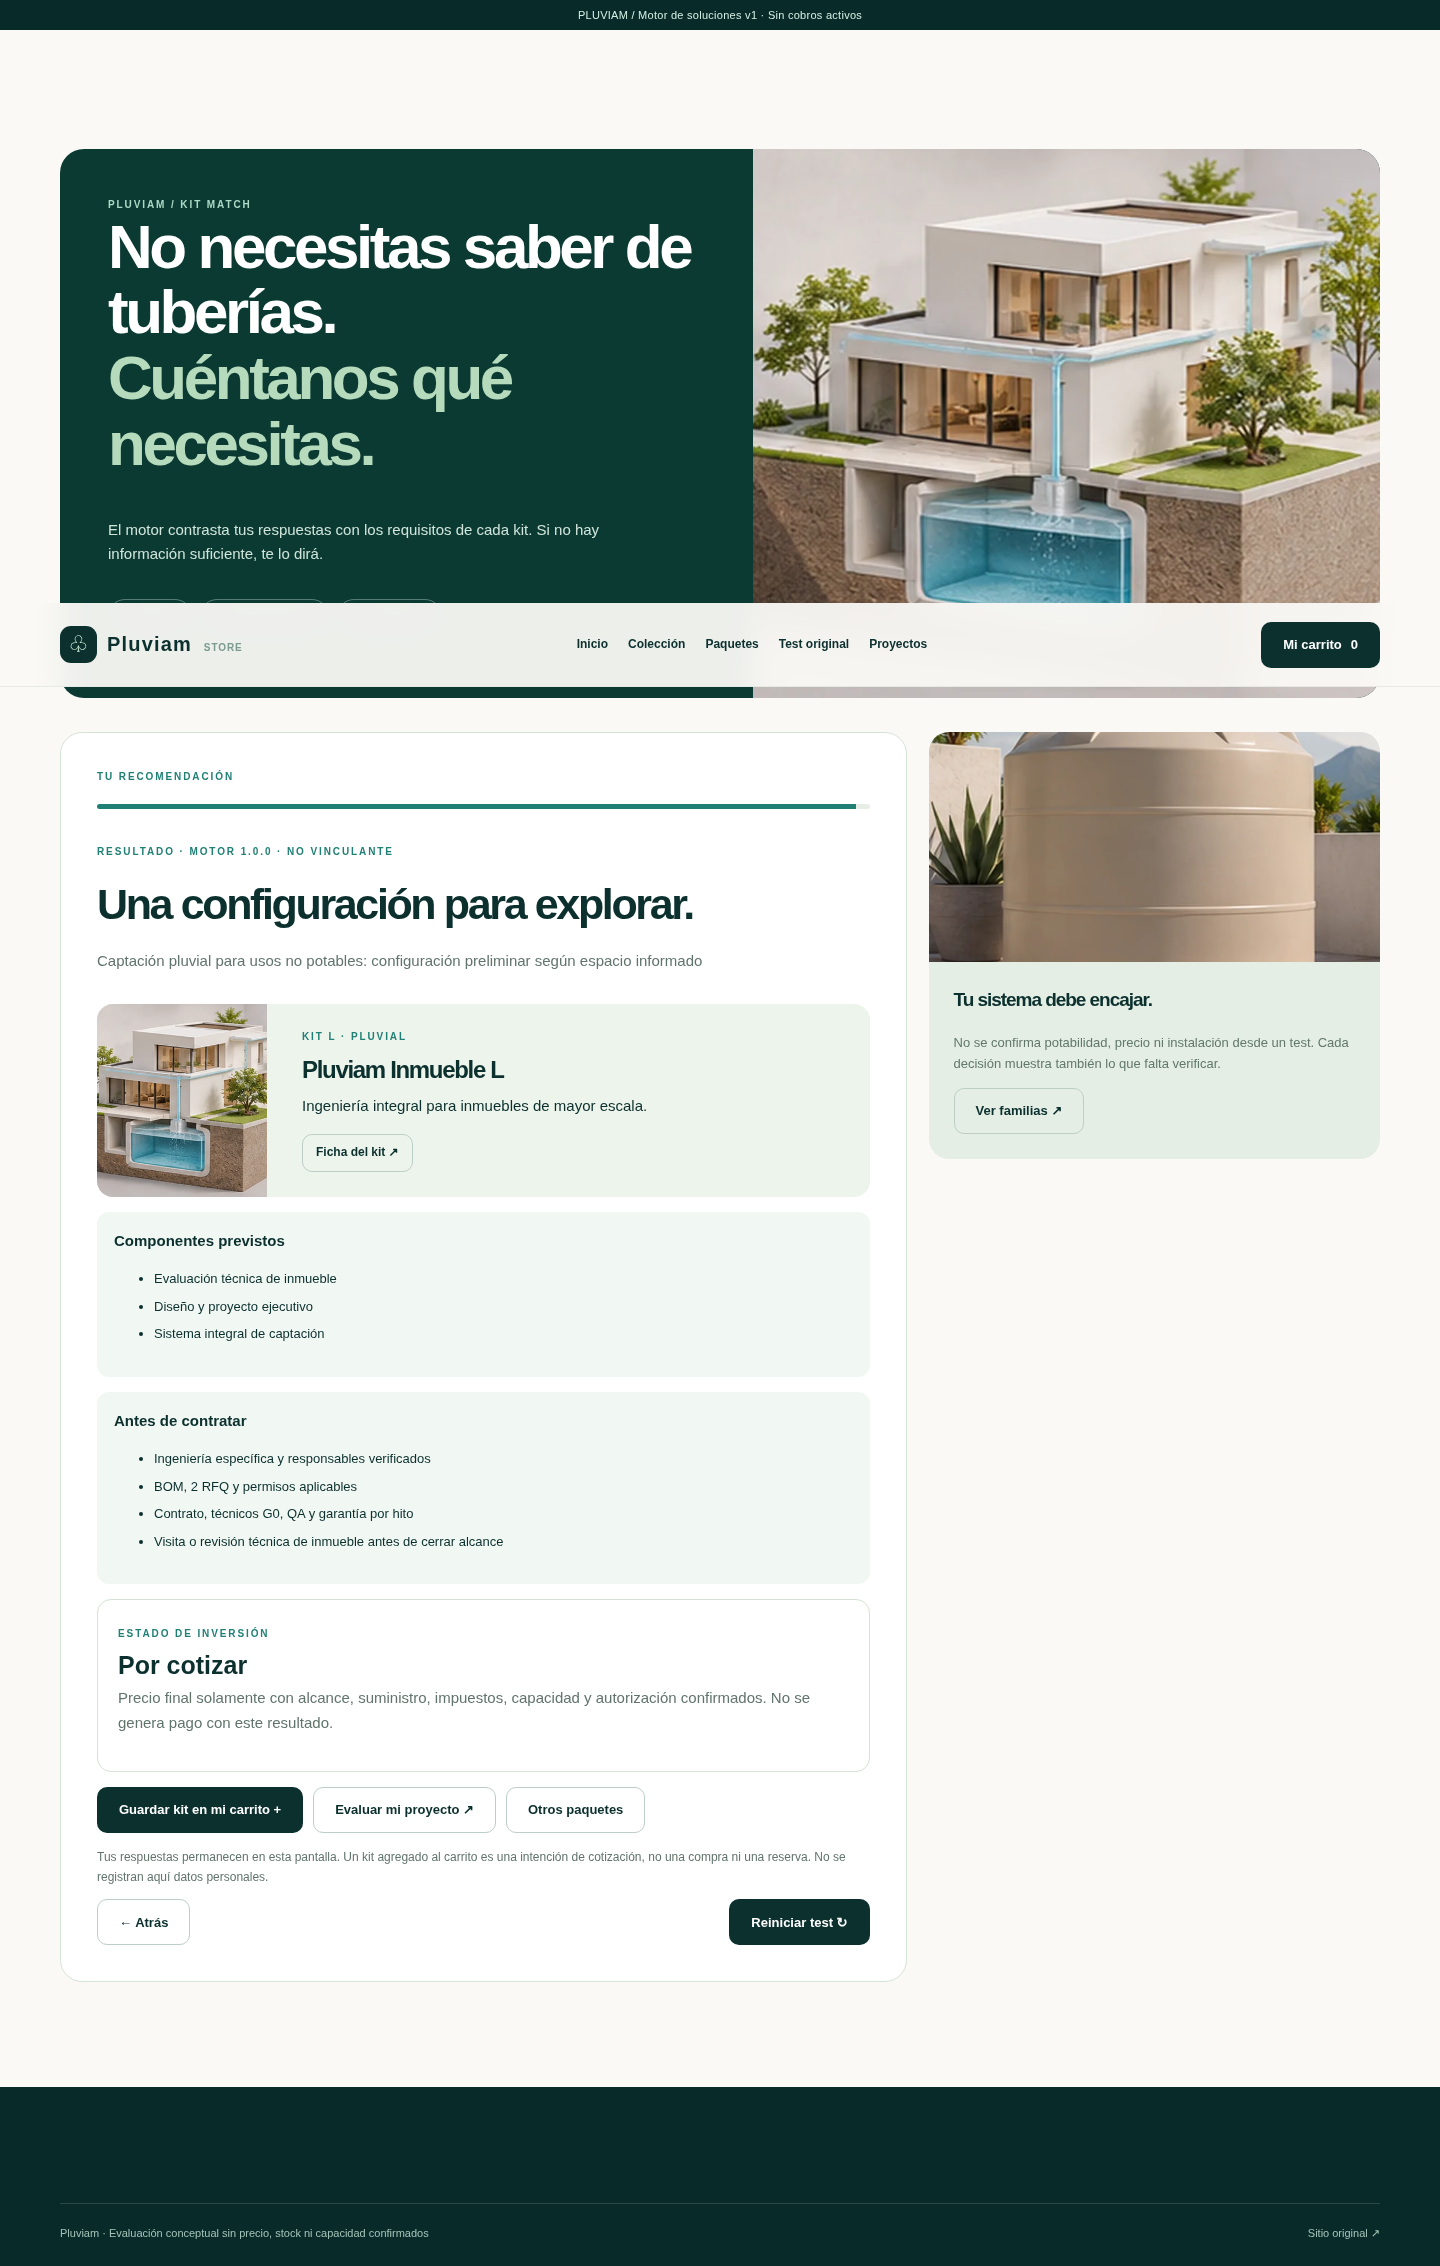 PLUVIAM / Motor de soluciones v1 · Sin cobros activos
PLUVIAM / KIT MATCH
No necesitas saber de
tuberías.
Cuéntanos qué
necesitas.
El motor contrasta tus respuestas con los requisitos de cada kit. Si no hay
información suficiente, te lo dirá.
Pluviam STORE
Inicio Colección Paquetes Test original Proyectos
Mi carrito 0
TU RECOMENDACIÓN
RESULTADO · MOTOR 1.0.0 · NO VINCULANTE
Una configuración para explorar.
Captación pluvial para usos no potables: configuración preliminar según espacio informado
KIT L · PLUVIAL
Pluviam Inmueble L
Ingeniería integral para inmuebles de mayor escala.
Ficha del kit ↗
Componentes previstos
• Evaluación técnica de inmueble
• Diseño y proyecto ejecutivo
• Sistema integral de captación
Antes de contratar
• Ingeniería específica y responsables verificados
• BOM, 2 RFQ y permisos aplicables
• Contrato, técnicos G0, QA y garantía por hito
• Visita o revisión técnica de inmueble antes de cerrar alcance
ESTADO DE INVERSIÓN
Por cotizar
Precio final solamente con alcance, suministro, impuestos, capacidad y autorización confirmados. No se
genera pago con este resultado.
Guardar kit en mi carrito + Evaluar mi proyecto ↗ Otros paquetes
Tus respuestas permanecen en esta pantalla. Un kit agregado al carrito es una intención de cotización, no una compra ni una reserva. No se
registran aquí datos personales.
← Atrás Reiniciar test ↻
Tu sistema debe encajar.
No se confirma potabilidad, precio ni instalación desde un test. Cada
decisión muestra también lo que falta verificar.
Ver familias ↗
Pluviam · Evaluación conceptual sin precio, stock ni capacidad confirmados
Sitio original ↗